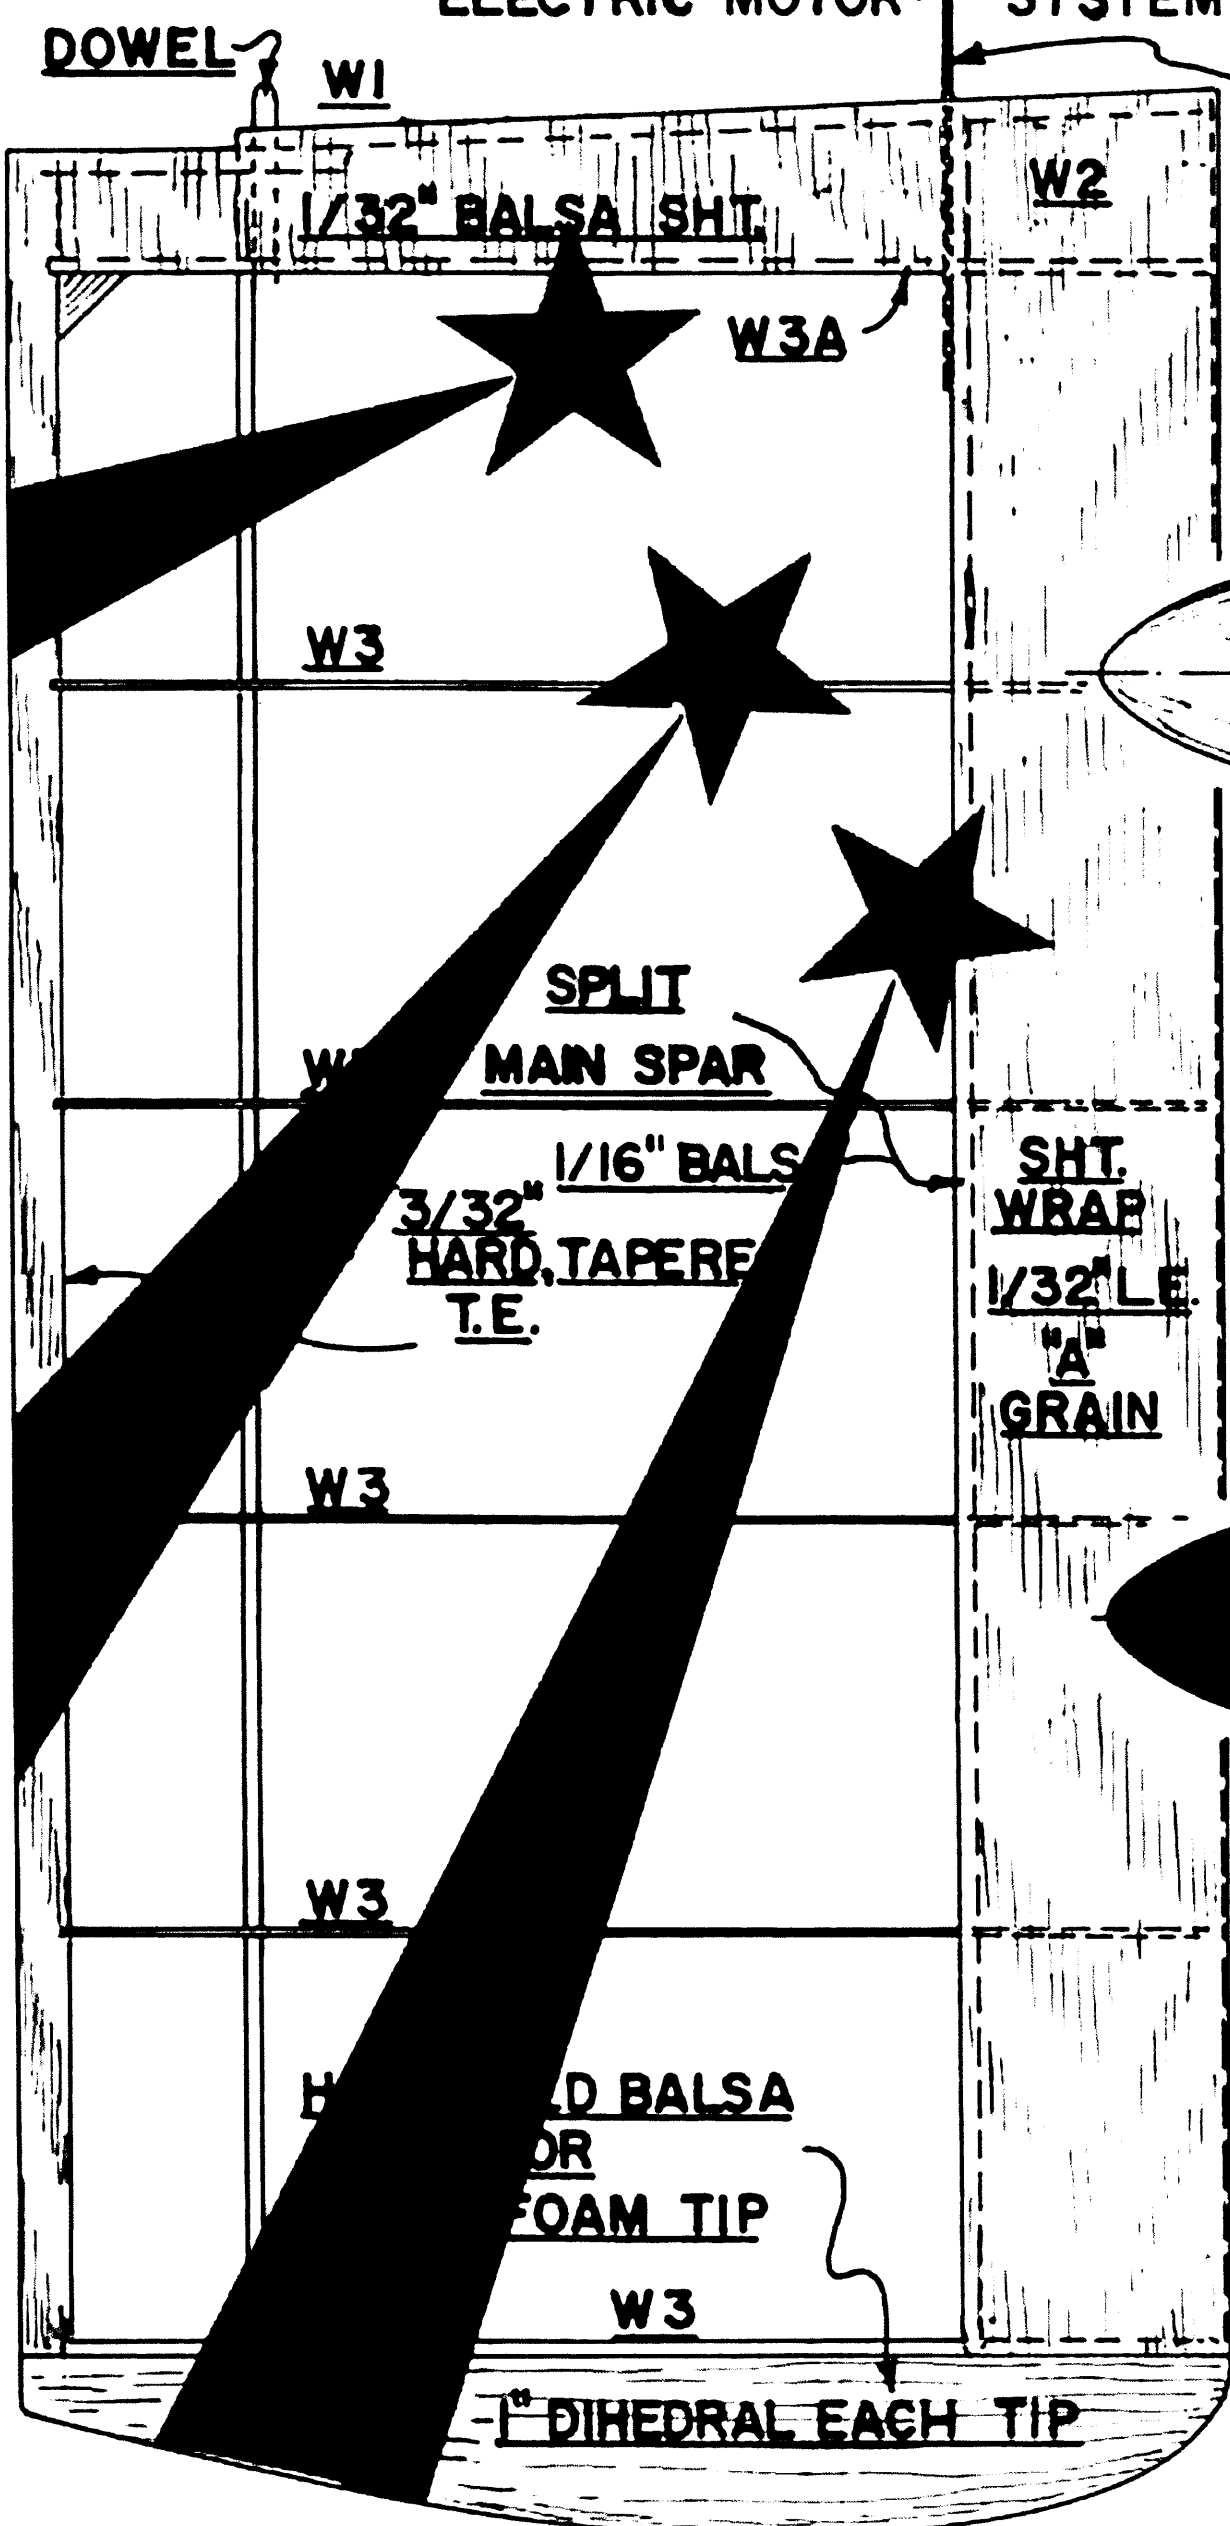 ELECTRIC MOTOR SYSTEM
DOWEL
W1
W2
1/32" BALSA SHT.
W3A
W3
SPLIT
MAIN SPAR
1/16" BALS
3/32"
HARD, TAPERE
T.E.
SHT.
WRAP
1/32" L.E.
"A"
GRAIN
W3
W3
BALSA
OR
FOAM TIP
W3
1" DIHEDRAL EACH TIP